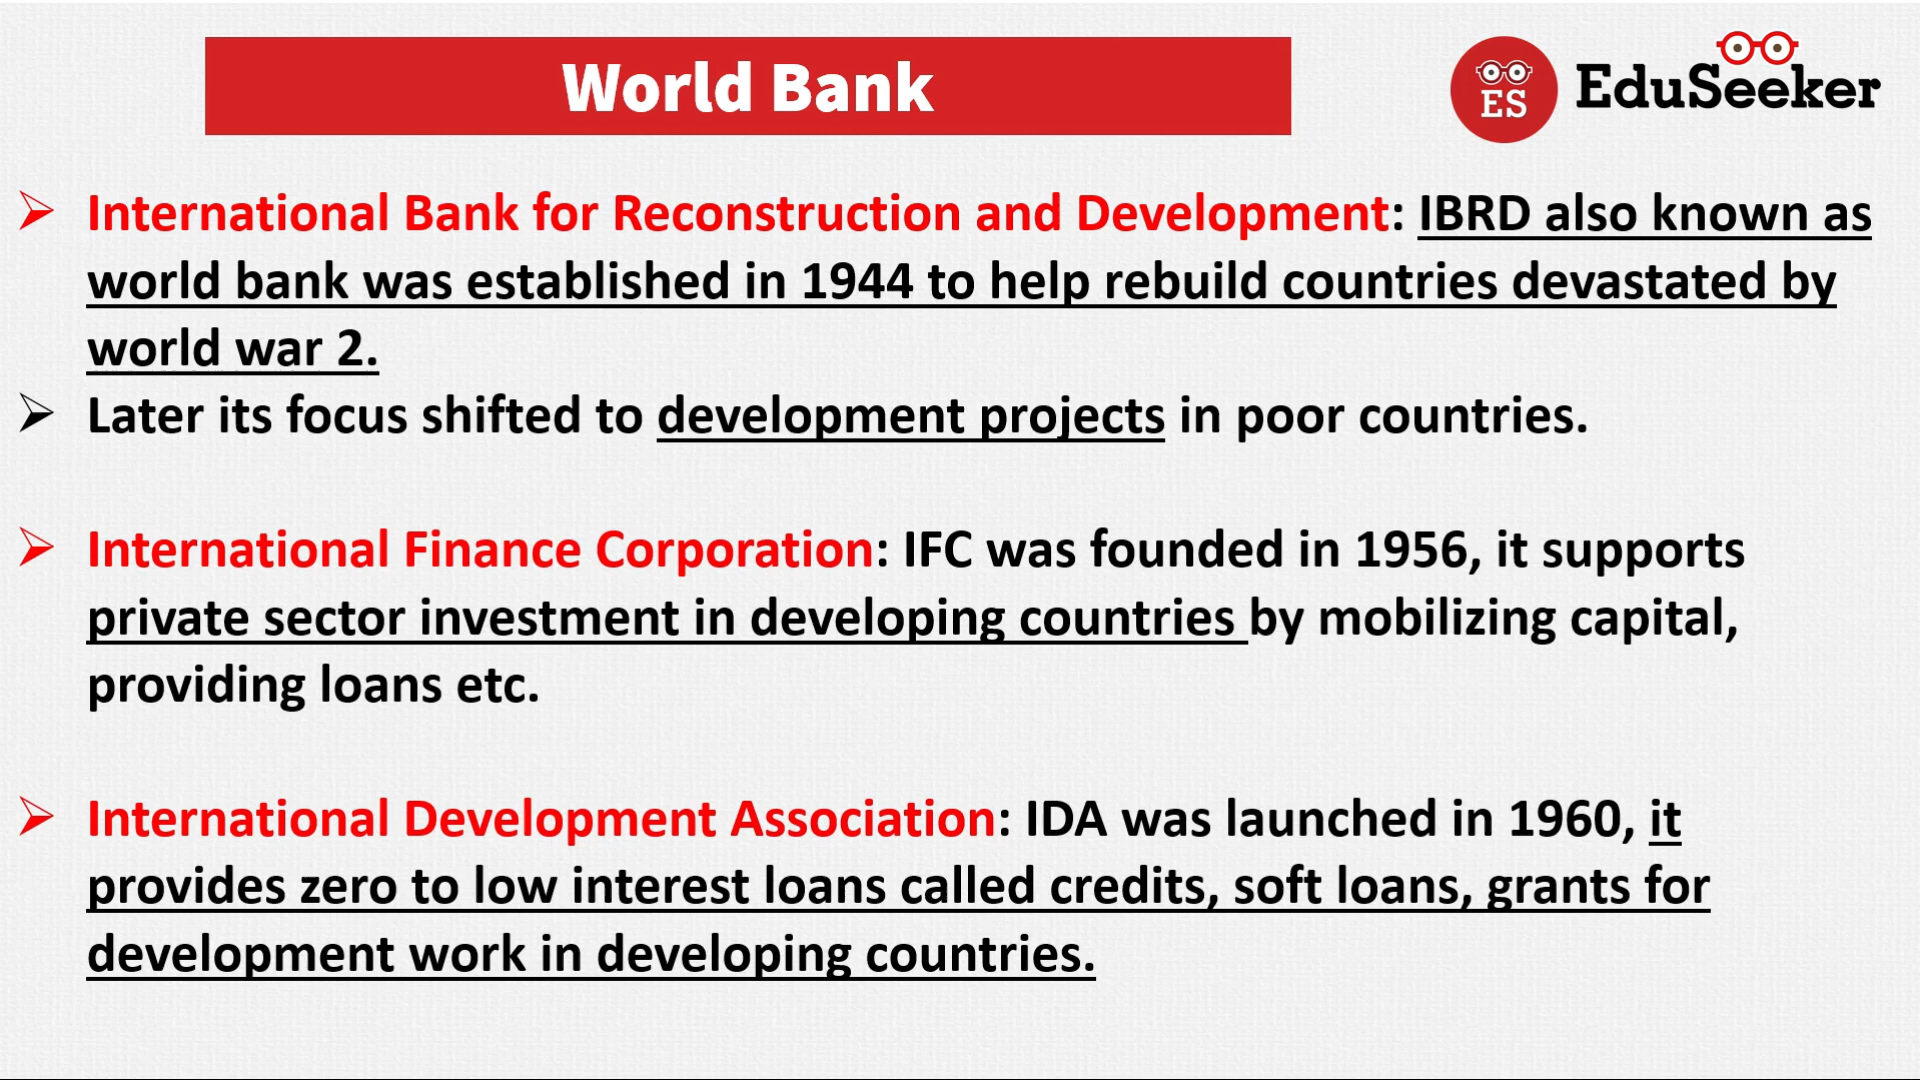 World Bank
ES
EduSeeker
➢ International Bank for Reconstruction and Development: IBRD also known as
world bank was established in 1944 to help rebuild countries devastated by
world war 2.
➢ Later its focus shifted to development projects in poor countries.
➢ International Finance Corporation: IFC was founded in 1956, it supports
private sector investment in developing countries by mobilizing capital,
providing loans etc.
➢ International Development Association: IDA was launched in 1960, it
provides zero to low interest loans called credits, soft loans, grants for
development work in developing countries.